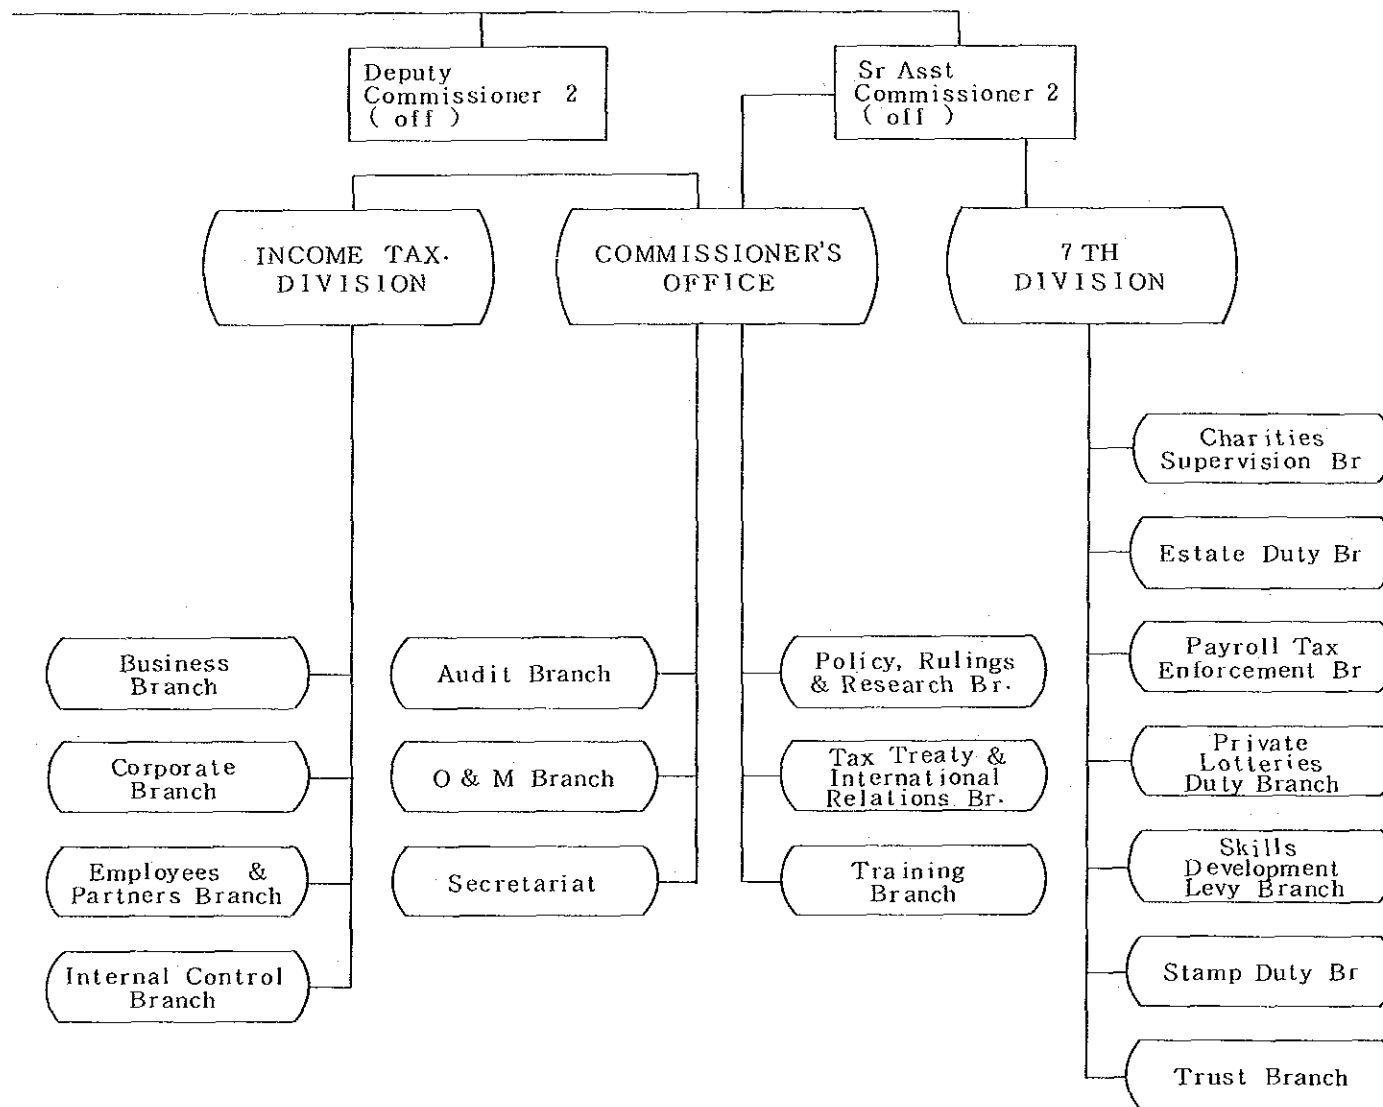 Deputy
Commissioner 2
( off )
Sr Asst
Commissioner 2
( off )
INCOME TAX.
DIVISION
COMMISSIONER'S
OFFICE
7 TH
DIVISION
Charities
Supervision Br
Estate Duty Br
Payroll Tax
Enforcement Br
Private
Lotteries
Duty Branch
Skills
Development
Levy Branch
Stamp Duty Br
Trust Branch
Business
Branch
Corporate
Branch
Employees &
Partners Branch
Internal Control
Branch
Audit Branch
O & M Branch
Secretariat
Policy, Rulings
& Research Br.
Tax Treaty &
International
Relations Br.
Training
Branch